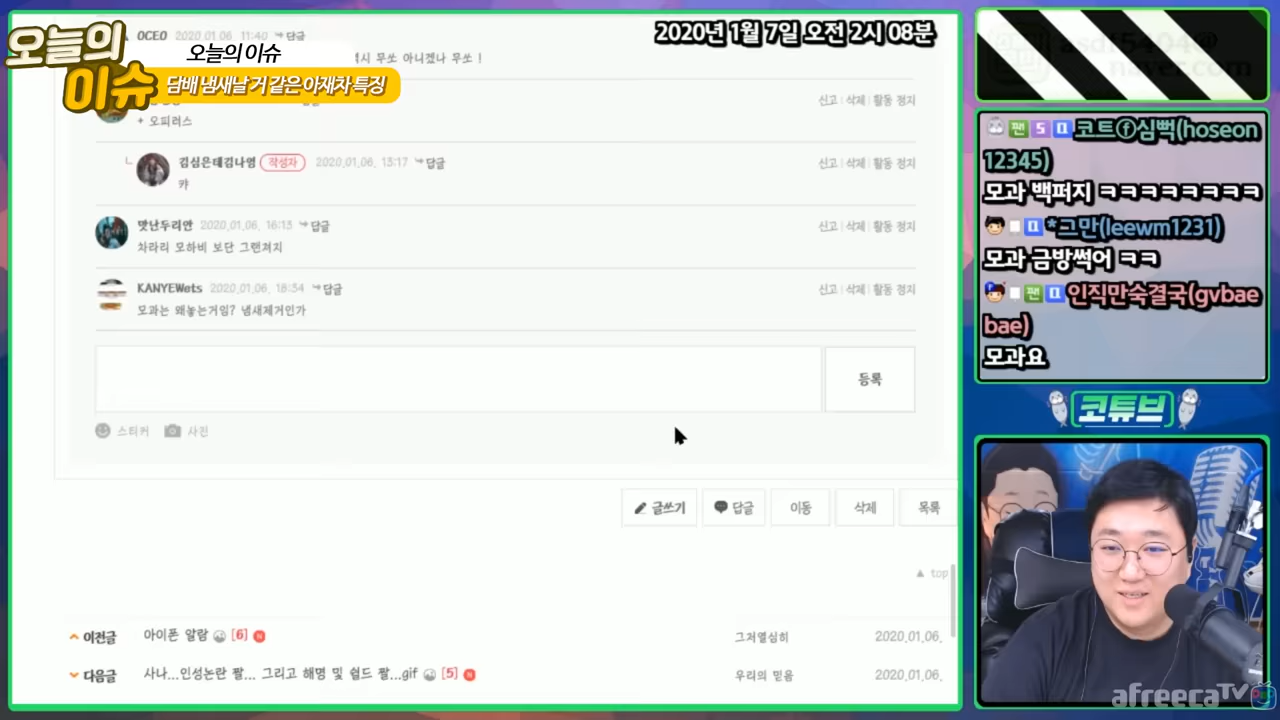 오늘의
이슈
오늘의 이슈
담배 냄새날 거 같은 아재차 특징
2020년 1월 7일 오전 2시 08분
OCEO 2020.01.06. 11:40 답글
무쏘 아니겠나 무쏘 !
신고 | 삭제 | 활동 정지
+ 오피러스
김심은데김나영 작성자 2020.01.06. 13:17 답글
신고 | 삭제 | 활동 정지
캬
맛난두리안 2020.01.06. 16:13 답글
신고 | 삭제 | 활동 정지
차라리 모하비 보단 그랜져지
KANYEWets 2020.01.06. 18:34 답글
신고 | 삭제 | 활동 정지
모과는 왜놓는거임? 냄새제거인가
등록
스티커 사진
글쓰기 답글 이동 삭제 목록
▲ top
이전글 아이폰 알람 [6] 그저열심히 2020.01.06.
다음글 사나...인성논란 짤... 그리고 해명 및 쉴드 짤...gif [5] 우리의 믿음 2020.01.06.
asdf5404@
naver.com
코트ⓕ심뻑(hoseon
12345)
모과 백퍼지 ㅋㅋㅋㅋㅋㅋㅋㅋ
*그만(leewm1231)
모과 금방썩어 ㅋㅋ
인직만숙결국(gvbae
bae)
모과요
코튜브
afreecaTV